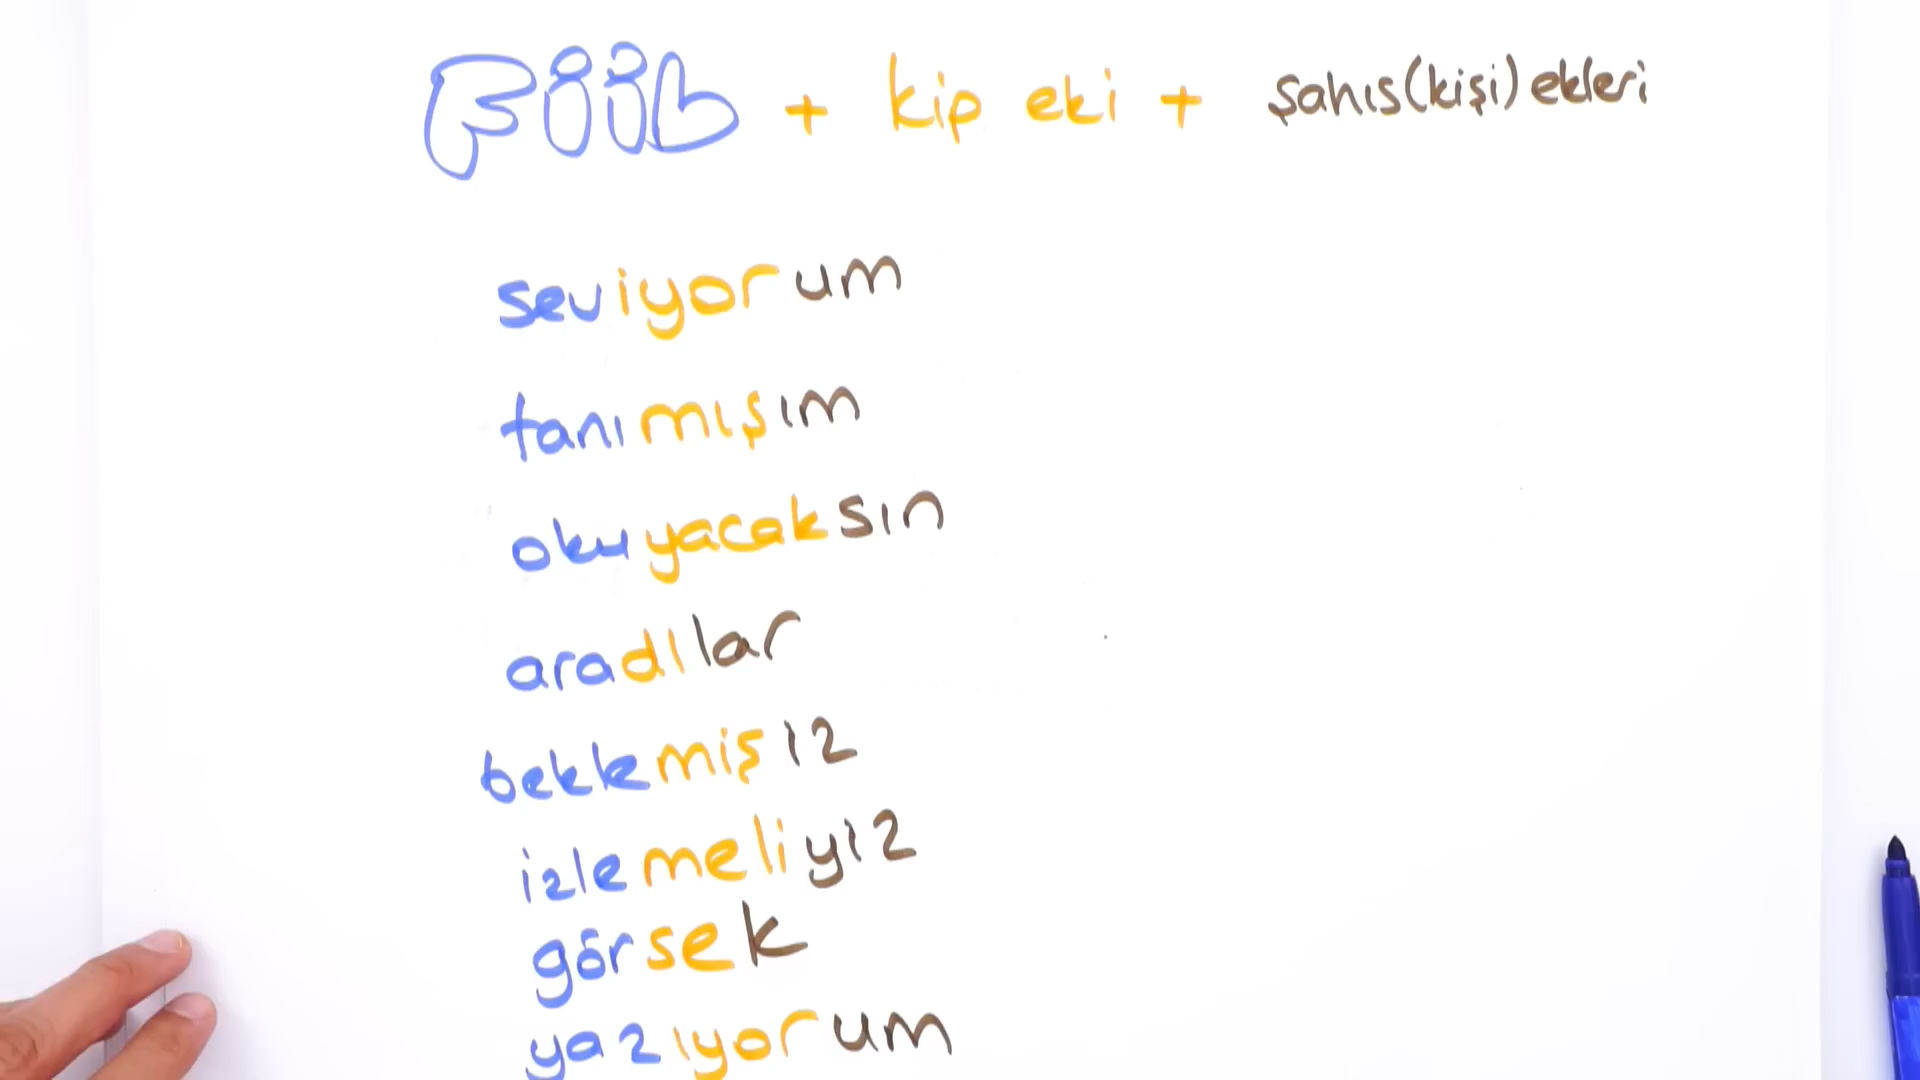 FiiL + kip eki + şahıs(kişi) ekleri
seviyorum
tanımışım
okuyacaksın
aradılar
beklemişiz
izlemeliyiz
görsek
yazıyorum